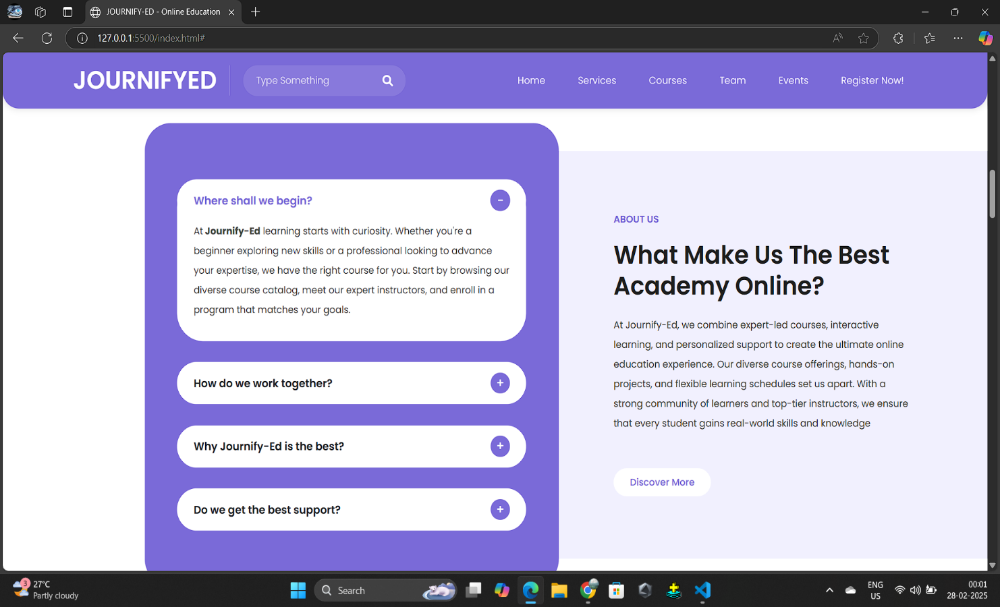 JOURNIFY-ED - Online Education
127.0.0.1:5500/index.html#
JOURNIFYED
Type Something
Home Services Courses Team Events Register Now!
Where shall we begin?
At Journify-Ed learning starts with curiosity. Whether you're a
beginner exploring new skills or a professional looking to advance
your expertise, we have the right course for you. Start by browsing our
diverse course catalog, meet our expert instructors, and enroll in a
program that matches your goals.
How do we work together?
Why Journify-Ed is the best?
Do we get the best support?
ABOUT US
What Make Us The Best
Academy Online?
At Journify-Ed, we combine expert-led courses, interactive
learning, and personalized support to create the ultimate online
education experience. Our diverse course offerings, hands-on
projects, and flexible learning schedules set us apart. With a
strong community of learners and top-tier instructors, we ensure
that every student gains real-world skills and knowledge
Discover More
3
27°C
Partly cloudy
Search
ENG
US
00:01
28-02-2025